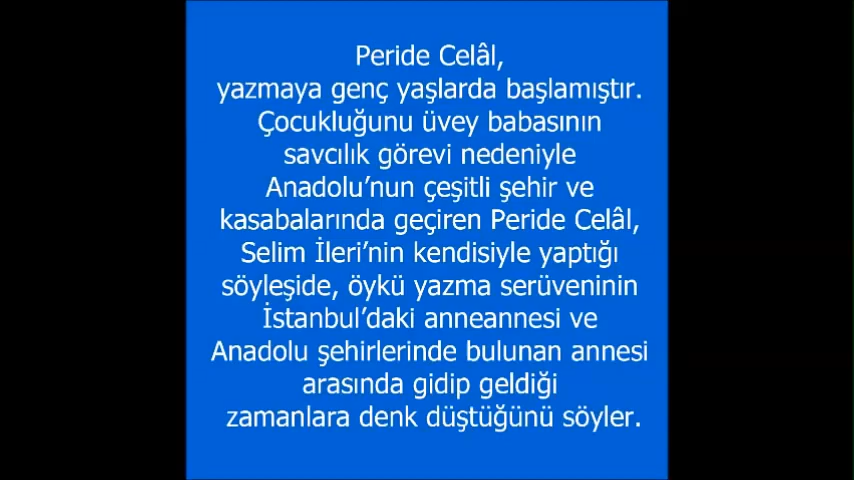 Peride Celâl,
yazmaya genç yaşlarda başlamıştır.
Çocukluğunu üvey babasının
savcılık görevi nedeniyle
Anadolu’nun çeşitli şehir ve
kasabalarında geçiren Peride Celâl,
Selim İleri’nin kendisiyle yaptığı
söyleşide, öykü yazma serüveninin
İstanbul’daki anneannesi ve
Anadolu şehirlerinde bulunan annesi
arasında gidip geldiği
zamanlara denk düştüğünü söyler.